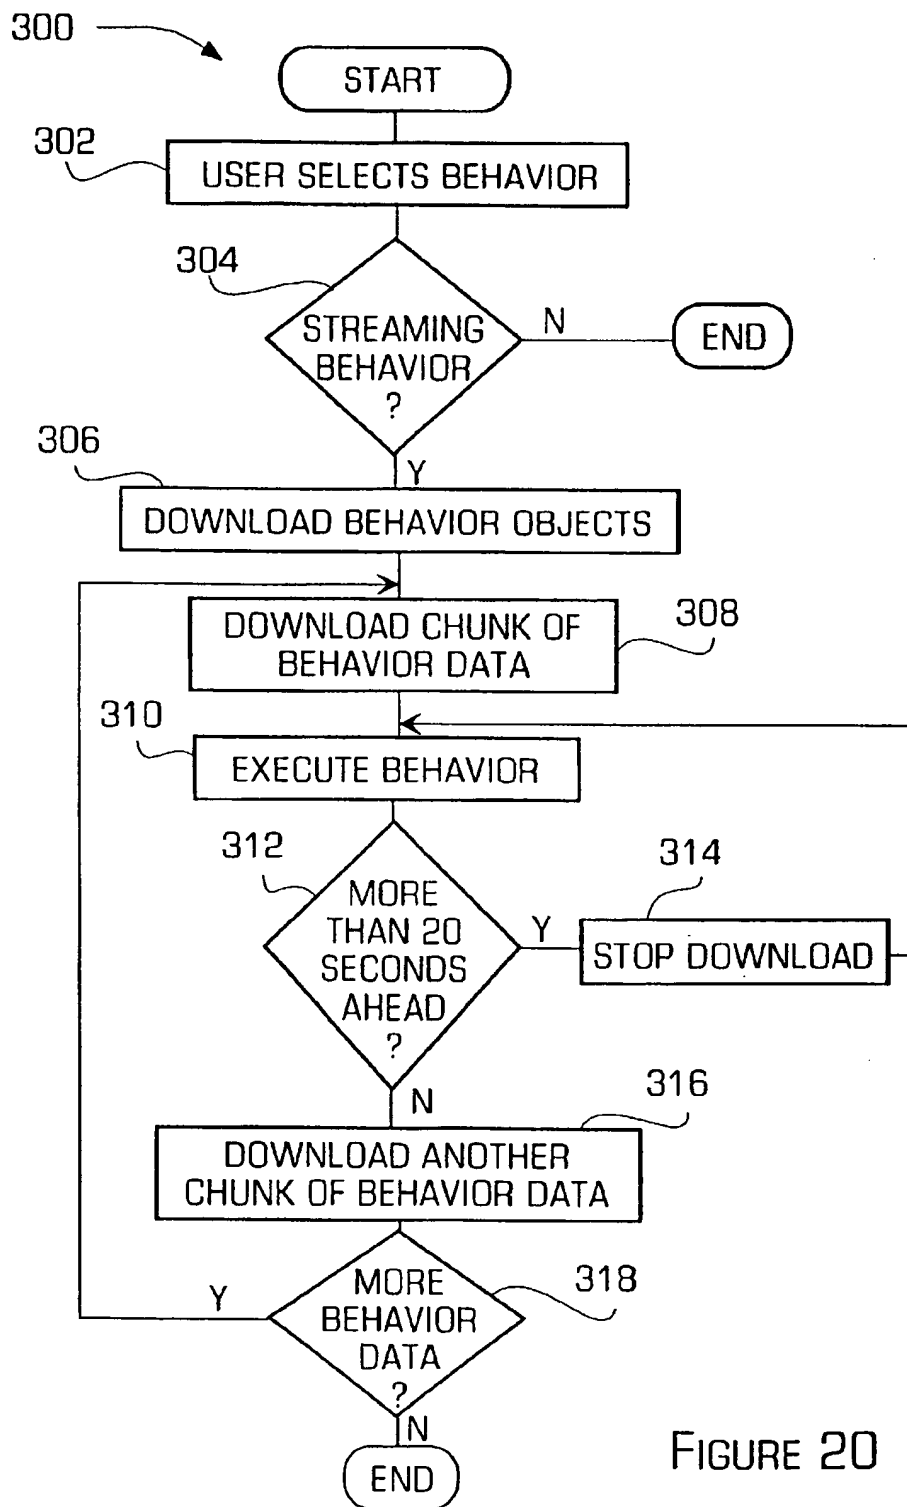 300
START
302
USER SELECTS BEHAVIOR
304
STREAMING
BEHAVIOR
?
N
END
Y
306
DOWNLOAD BEHAVIOR OBJECTS
DOWNLOAD CHUNK OF
BEHAVIOR DATA
308
310
EXECUTE BEHAVIOR
312
MORE
THAN 20
SECONDS
AHEAD
?
Y
314
STOP DOWNLOAD
N
316
DOWNLOAD ANOTHER
CHUNK OF BEHAVIOR DATA
318
MORE
BEHAVIOR
DATA
?
Y
N
END
FIGURE 20